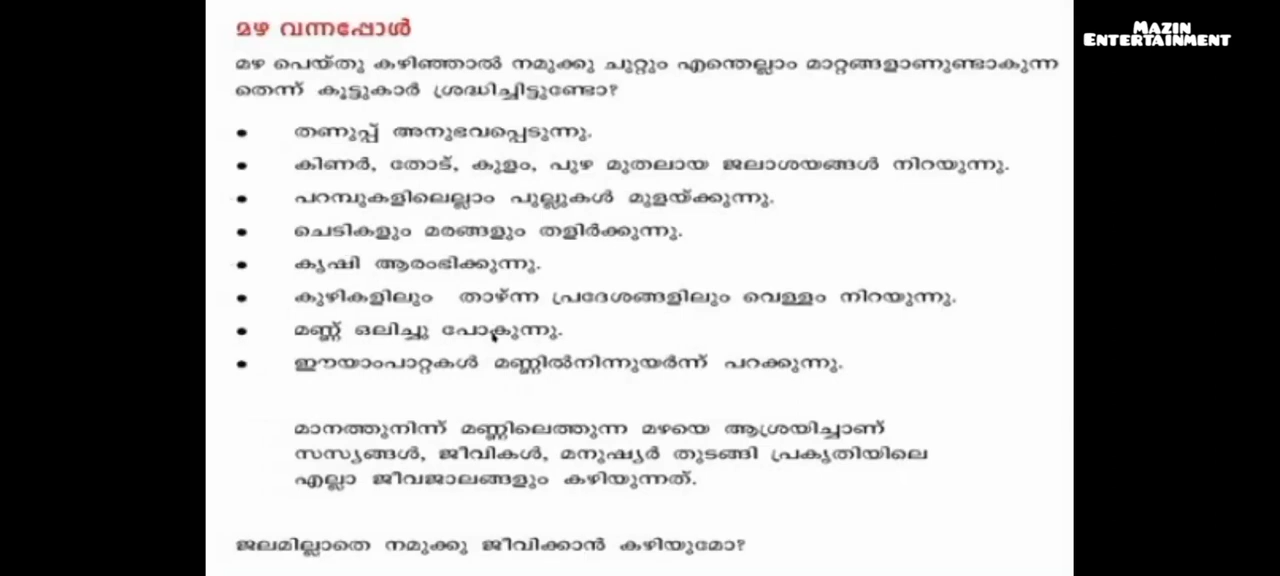 മഴ വന്നപ്പോൾ
MAZIN
ENTERTAINMENT
മഴ പെയ്തു കഴിഞ്ഞാൽ നമുക്കു ചുറ്റും എന്തെല്ലാം മാറ്റങ്ങളാണുണ്ടാകുന്ന
തെന്ന് കൂട്ടുകാർ ശ്രദ്ധിച്ചിട്ടുണ്ടോ?
• തണുപ്പ് അനുഭവപ്പെടുന്നു.
• കിണർ, തോട്, കുളം, പുഴ മുതലായ ജലാശയങ്ങൾ നിറയുന്നു.
• പറമ്പുകളിലെല്ലാം പുല്ലുകൾ മുളയ്ക്കുന്നു.
• ചെടികളും മരങ്ങളും തളിർക്കുന്നു.
• കൃഷി ആരംഭിക്കുന്നു.
• കുഴികളിലും താഴ്ന്ന പ്രദേശങ്ങളിലും വെള്ളം നിറയുന്നു.
• മണ്ണ് ഒലിച്ചു പോകുന്നു.
• ഈയാംപാറ്റകൾ മണ്ണിൽനിന്നുയർന്ന് പറക്കുന്നു.
മാനത്തുനിന്ന് മണ്ണിലെത്തുന്ന മഴയെ ആശ്രയിച്ചാണ്
സസ്യങ്ങൾ, ജീവികൾ, മനുഷ്യർ തുടങ്ങി പ്രകൃതിയിലെ
എല്ലാ ജീവജാലങ്ങളും കഴിയുന്നത്.
ജലമില്ലാതെ നമുക്കു ജീവിക്കാൻ കഴിയുമോ?